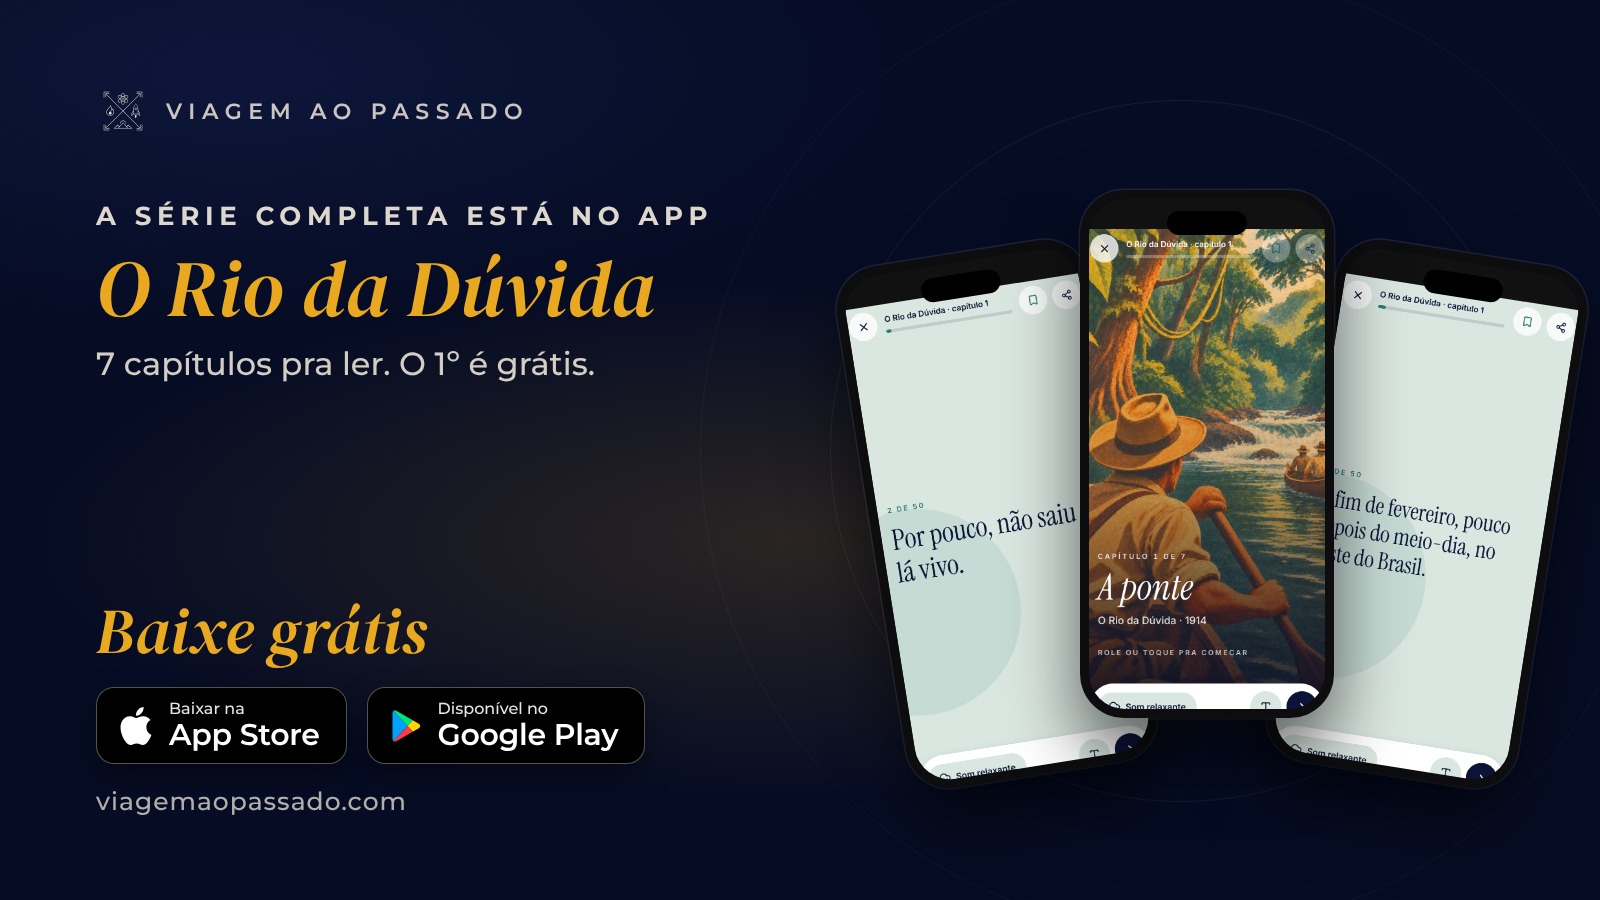 VIAGEM AO PASSADO
A SÉRIE COMPLETA ESTÁ NO APP
O Rio da Dúvida
7 capítulos pra ler. O 1º é grátis.
Baixe grátis
Baixar na
App Store
Disponível no
Google Play
viagemaopassado.com
O Rio da Dúvida · capítulo 1
2 DE 50
Por pouco, não saiu
lá vivo.
Som relaxante
O Rio da Dúvida · capítulo 1
CAPÍTULO 1 DE 7
A ponte
O Rio da Dúvida · 1914
ROLE OU TOQUE PRA COMEÇAR
Som relaxante
T
O Rio da Dúvida · capítulo 1
DE 50
fim de fevereiro, pouco
pois do meio-dia, no
ste do Brasil.
Som relaxante
T